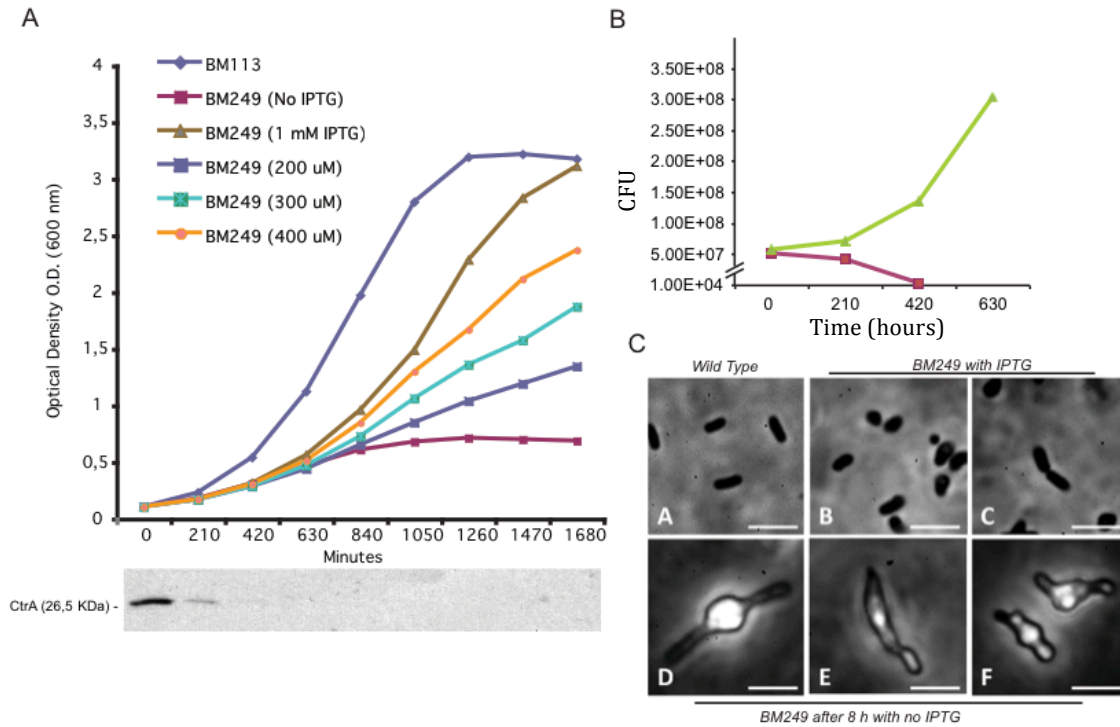 A
BM113
BM249 (No IPTG)
BM249 (1 mM IPTG)
BM249 (200 uM)
BM249 (300 uM)
BM249 (400 uM)
Optical Density O.D. (600 nm)
4
3,5
3
2,5
2
1,5
1
0,5
0
0 210 420 630 840 1050 1260 1470 1680
Minutes
CtrA (26,5 KDa) -
B
CFU
3.50E+08
3.00E+08
2.50E+08
1.50E+08
1.00E+08
5.00E+07
1.00E+04
0 210 420 630
Time (hours)
C
Wild Type
BM249 with IPTG
A B C
D E F
BM249 after 8 h with no IPTG